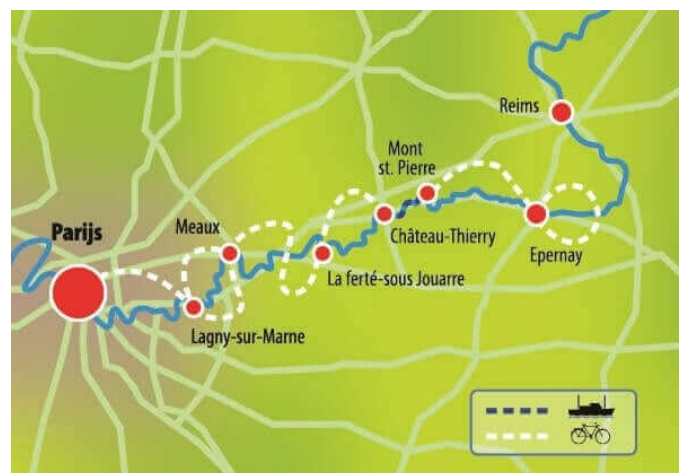 Reims
Mont
st. Pierre
Meaux
Parijs
Château-Thierry
Epernay
La ferté-sous Jouarre
Lagny-sur-Marne